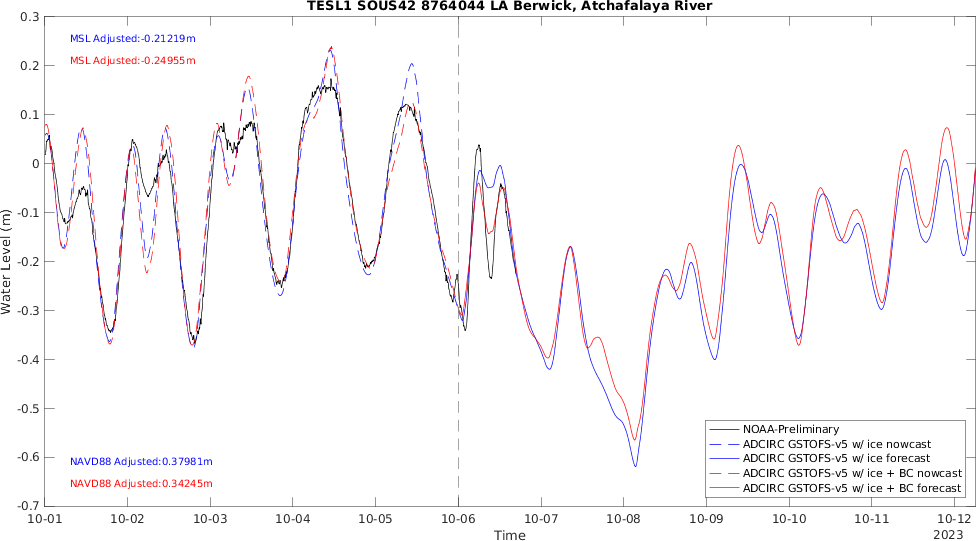 TESL1 SOUS42 8764044 LA Berwick, Atchafalaya River
0.3
0.2
0.1
0
-0.1
-0.2
-0.3
-0.4
-0.5
-0.6
-0.7
Water Level (m)
MSL Adjusted:-0.21219m
MSL Adjusted:-0.24955m
NAVD88 Adjusted:0.37981m
NAVD88 Adjusted:0.34245m
NOAA-Preliminary
ADCIRC GSTOFS-v5 w/ ice nowcast
ADCIRC GSTOFS-v5 w/ ice forecast
ADCIRC GSTOFS-v5 w/ ice + BC nowcast
ADCIRC GSTOFS-v5 w/ ice + BC forecast
10-01 10-02 10-03 10-04 10-05 10-06 10-07 10-08 10-09 10-10 10-11 10-12
2023
Time